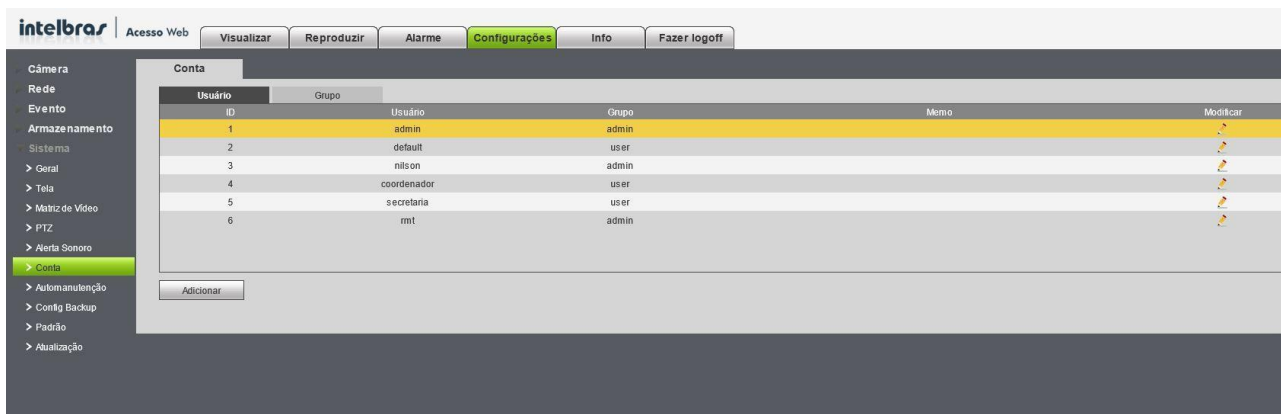 intelbras Acesso Web
Visualizar Reproduzir Alarme Configurações Info Fazer logoff
Câmera
Rede
Evento
Armazenamento
Sistema
> Geral
> Tela
> Matriz de Vídeo
> PTZ
> Alerta Sonoro
> Conta
> Automanutenção
> Config Backup
> Padrão
> Atualização
Conta
Usuário Grupo
ID Usuário Grupo Memo Modificar
1 admin admin
2 default user
3 nilson admin
4 coordenador user
5 secretaria user
6 rmt admin
Adicionar